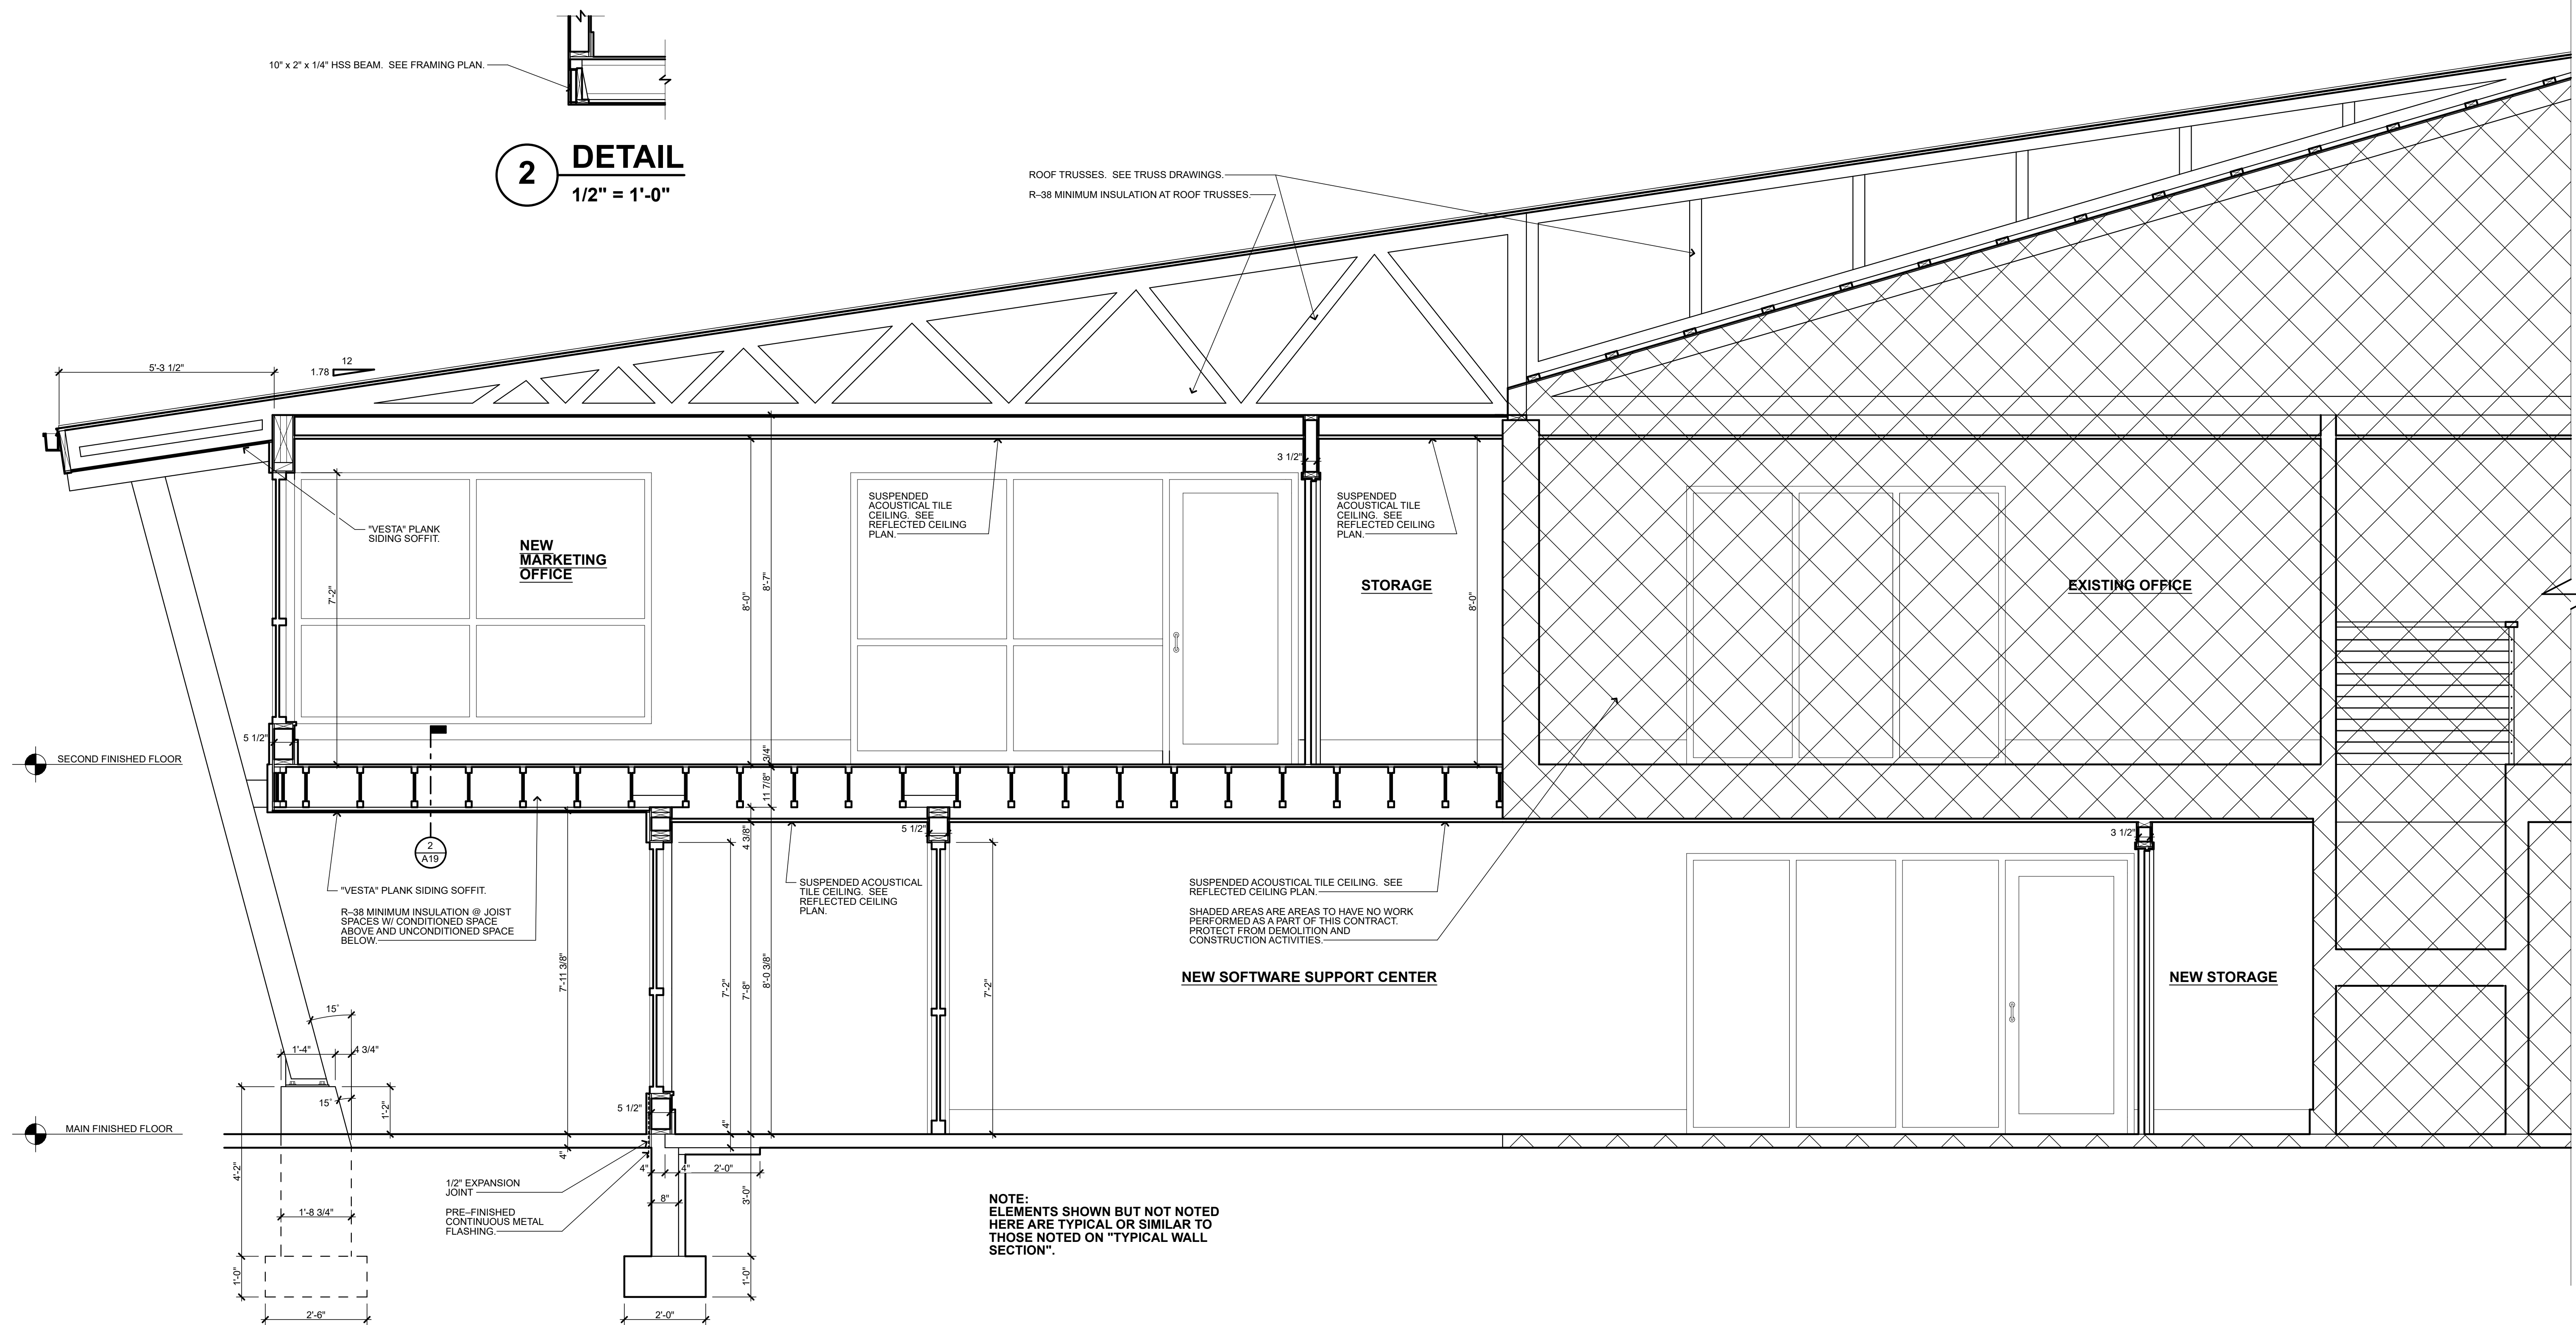 10" x 2" x 1/4" HSS BEAM.  SEE FRAMING PLAN.
2
DETAIL
1/2" = 1'-0"
ROOF TRUSSES.  SEE TRUSS DRAWINGS.
R–38 MINIMUM INSULATION AT ROOF TRUSSES.
5'-3 1/2"
12
1.78
3 1/2"
"VESTA" PLANK
SIDING SOFFIT.
NEW
MARKETING
OFFICE
SUSPENDED
ACOUSTICAL TILE
CEILING.  SEE
REFLECTED CEILING
PLAN.
SUSPENDED
ACOUSTICAL TILE
CEILING.  SEE
REFLECTED CEILING
PLAN.
7'-2"
8'-0"
8'-7"
STORAGE
8'-0"
EXISTING OFFICE
5 1/2"
3/4"
SECOND FINISHED FLOOR
11 7/8"
4 3/8"
5 1/2"
3 1/2"
2
A19
"VESTA" PLANK SIDING SOFFIT.
R–38 MINIMUM INSULATION @ JOIST
SPACES W/ CONDITIONED SPACE
ABOVE AND UNCONDITIONED SPACE
BELOW.
SUSPENDED ACOUSTICAL
TILE CEILING.  SEE
REFLECTED CEILING
PLAN.
SUSPENDED ACOUSTICAL TILE CEILING.  SEE
REFLECTED CEILING PLAN.
SHADED AREAS ARE AREAS TO HAVE NO WORK
PERFORMED AS A PART OF THIS CONTRACT.
PROTECT FROM DEMOLITION AND
CONSTRUCTION ACTIVITIES.
7'-11 3/8"
7'-2"
7'-8"
8'-0 3/8"
7'-2"
NEW SOFTWARE SUPPORT CENTER
NEW STORAGE
15°
1'-4"
4 3/4"
15°
1'-2"
5 1/2"
4"
MAIN FINISHED FLOOR
4"
4'-2"
4"
4"
2'-0"
1/2" EXPANSION
JOINT
8"
3'-0"
PRE–FINISHED
CONTINUOUS METAL
FLASHING.
1'-8 3/4"
NOTE:
ELEMENTS SHOWN BUT NOT NOTED
HERE ARE TYPICAL OR SIMILAR TO
THOSE NOTED ON "TYPICAL WALL
SECTION".
1'-0"
1'-0"
2'-6"
2'-0"